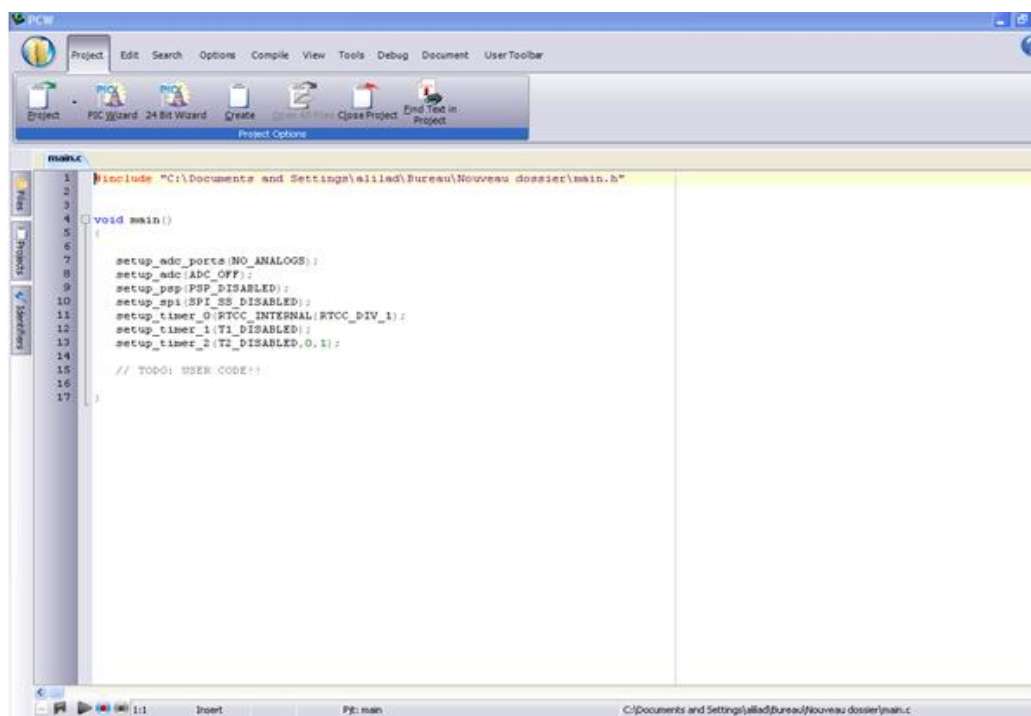 PCW
Project Edit Search Options Compile View Tools Debug Document User Toolbar
Project PIC Wizard 24 Bit Wizard Create Open All Files Close Project Find Text in Project
Project Options
main.c
Files
Projects
Identifiers
1 #include "C:\Documents and Settings\alilad\Bureau\Nouveau dossier\main.h"
2
3
4 void main()
5 {
6
7 setup_adc_ports(NO_ANALOGS);
8 setup_adc(ADC_OFF);
9 setup_psp(PSP_DISABLED);
10 setup_spi(SPI_SS_DISABLED);
11 setup_timer_0(RTCC_INTERNAL|RTCC_DIV_1);
12 setup_timer_1(T1_DISABLED);
13 setup_timer_2(T2_DISABLED,0,1);
14
15 // TODO: USER CODE!!
16
17 }
1:1 Insert Pjt: main C:\Documents and Settings\alilad\Bureau\Nouveau dossier\main.c